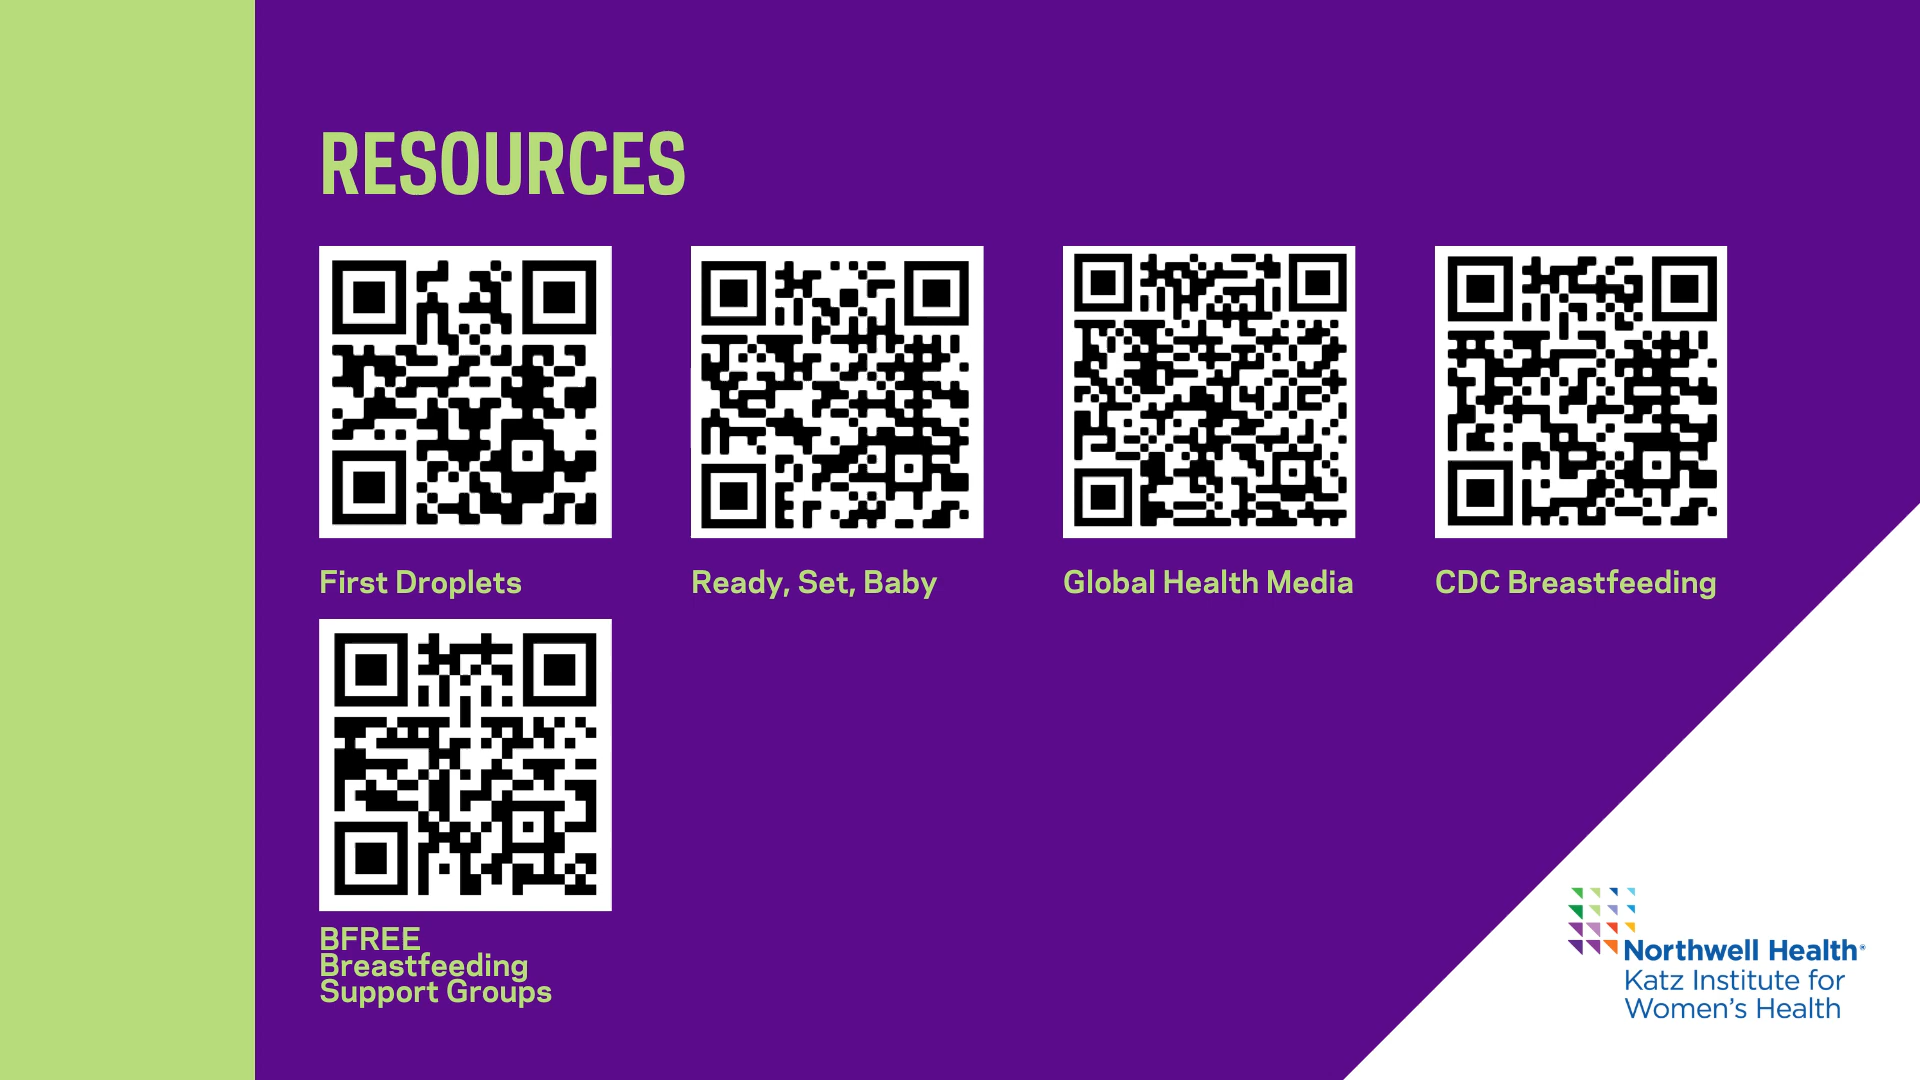 RESOURCES
First Droplets
Ready, Set, Baby
Global Health Media
CDC Breastfeeding
BFREE
Breastfeeding
Support Groups
Northwell Health®
Katz Institute for
Women's Health